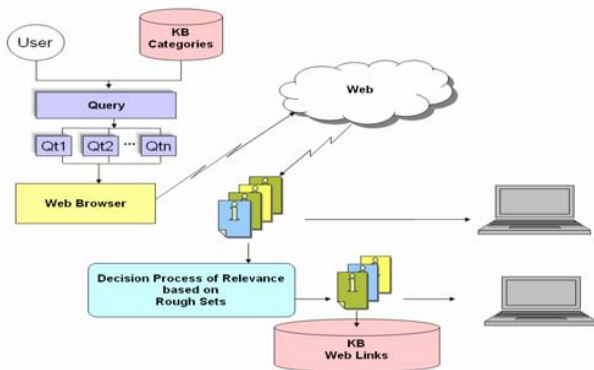 User
KB
Categories
Web
Query
Qt1 Qt2 ... Qtn
Web Browser
i
Decision Process of Relevance
based on
Rough Sets
i
KB
Web Links